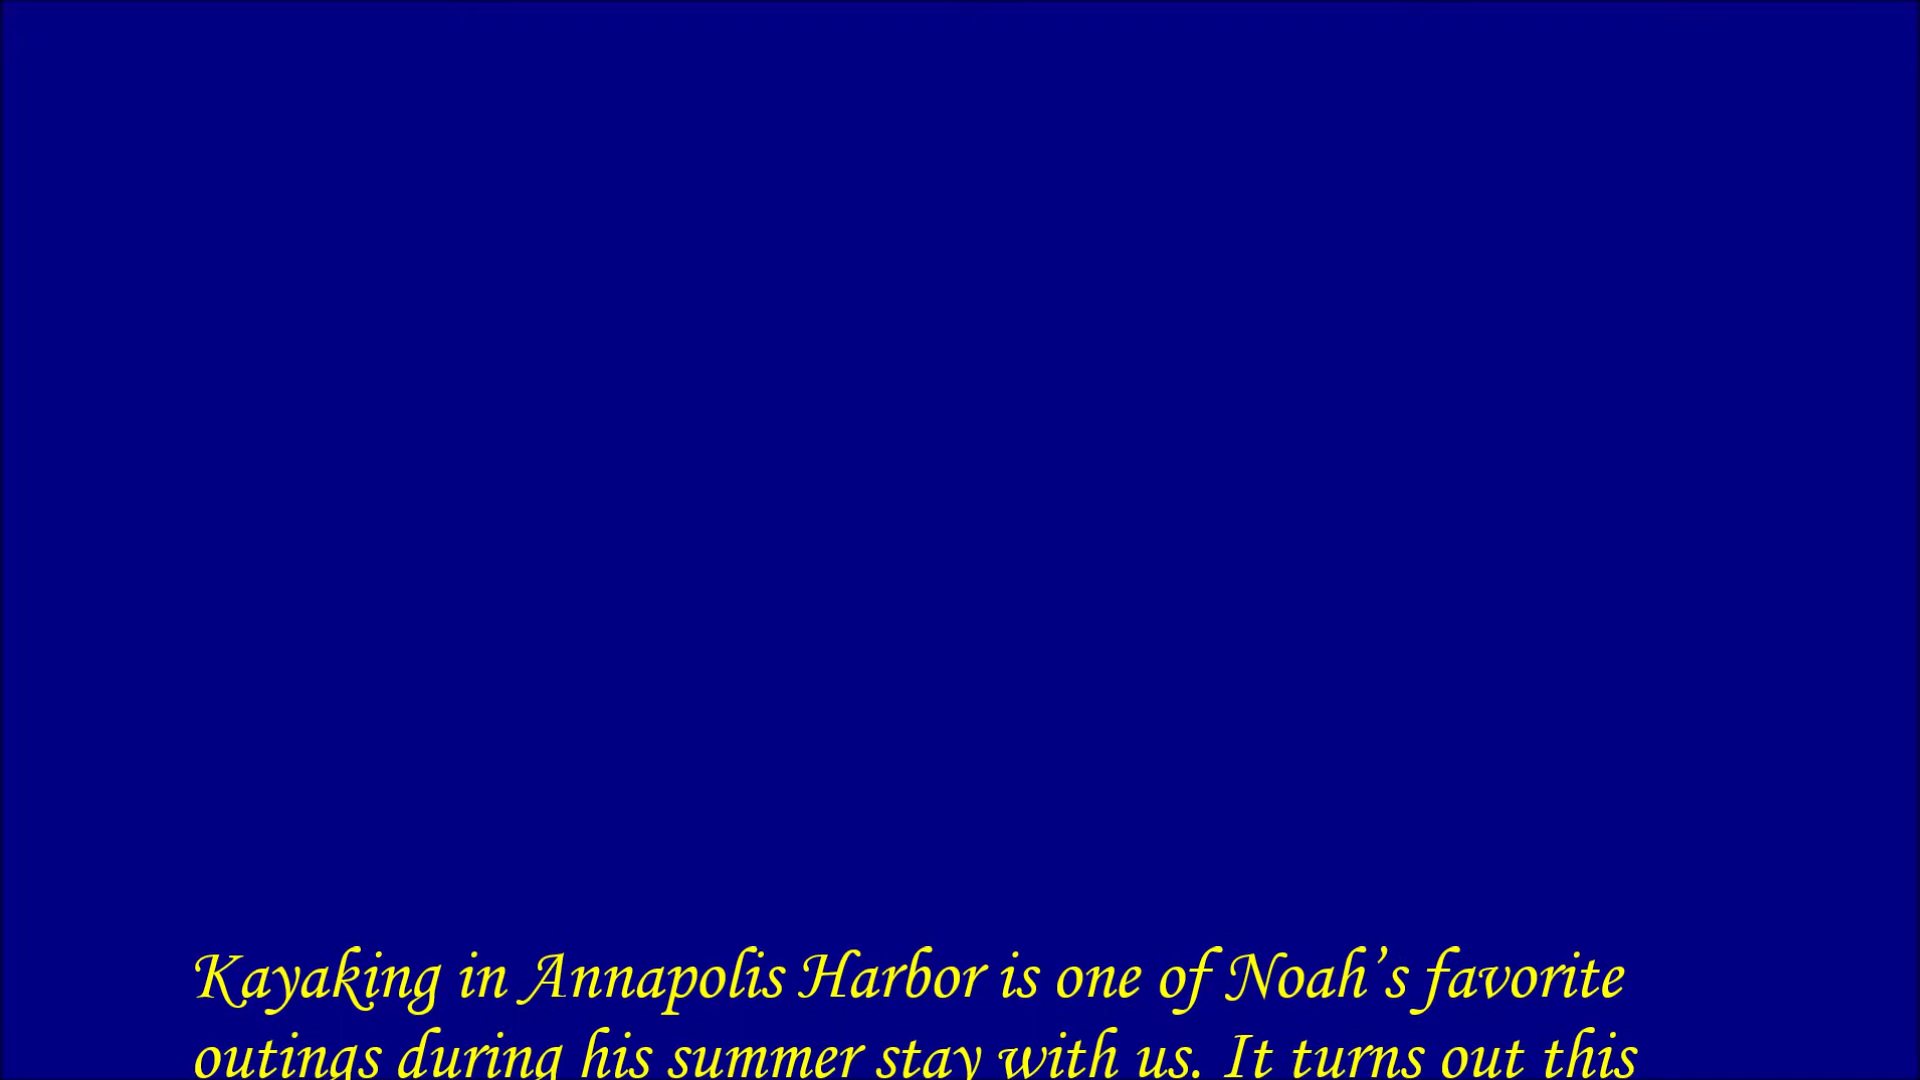 Kayaking in Annapolis Harbor is one of Noah’s favorite
outings during his summer stay with us. It turns out this